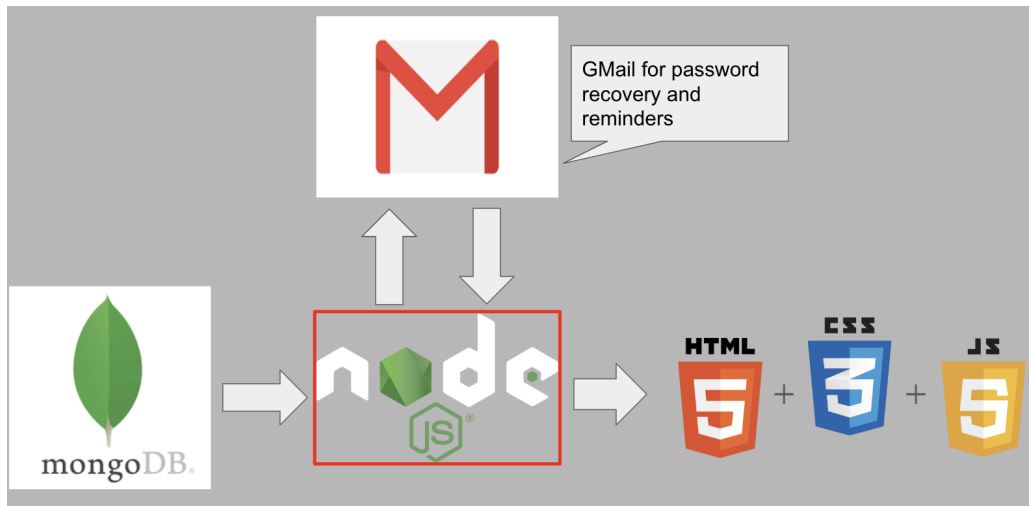 GMail for password
recovery and
reminders
node
JS®
HTML
5
+
CSS
3
+
JS
5
mongoDB®